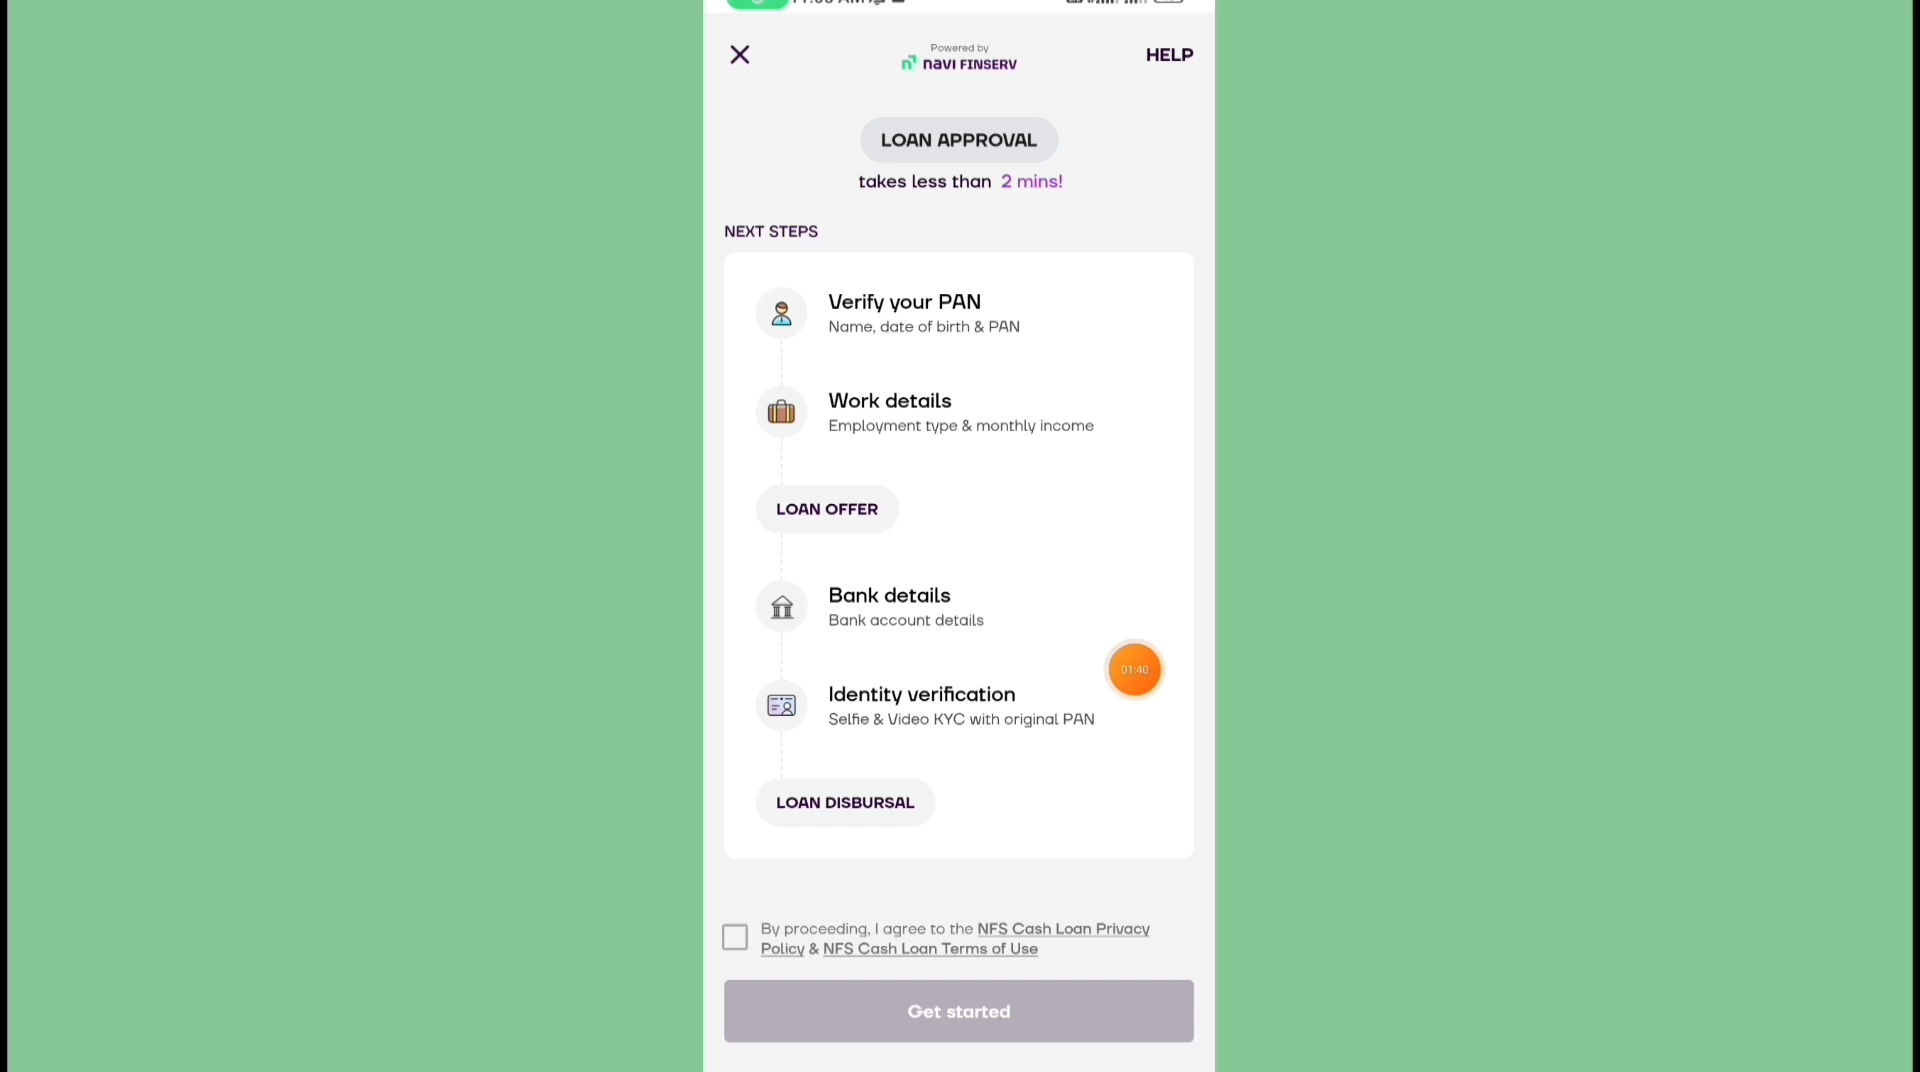 Powered by
navi FINSERV
HELP
LOAN APPROVAL
takes less than 2 mins!
NEXT STEPS
Verify your PAN
Name, date of birth & PAN
Work details
Employment type & monthly income
LOAN OFFER
Bank details
Bank account details
01:40
Identity verification
Selfie & Video KYC with original PAN
LOAN DISBURSAL
By proceeding, I agree to the NFS Cash Loan Privacy
Policy & NFS Cash Loan Terms of Use
Get started